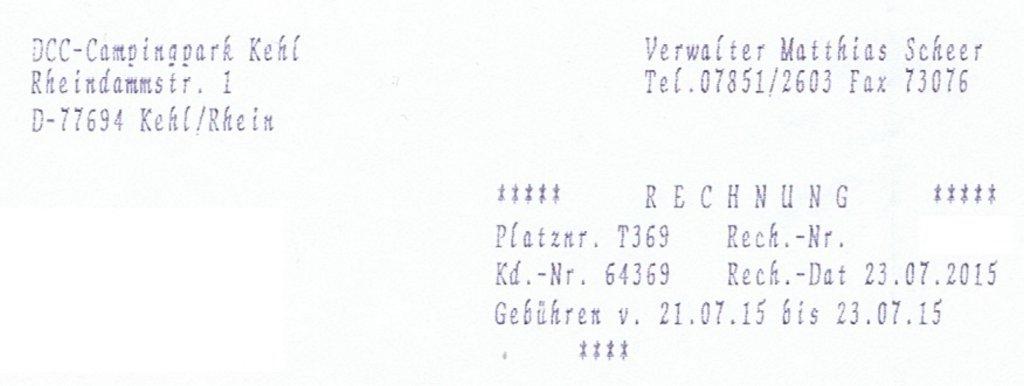 DCC-Campingpark Kehl
Rheindammstr. 1
D-77694 Kehl/Rhein
Verwalter Matthias Scheer
Tel.07851/2603 Fax 73076
***** R E C H N U N G *****
Platznr. T369 Rech.-Nr.
Kd.-Nr. 64369 Rech.-Dat 23.07.2015
Gebühren v. 21.07.15 bis 23.07.15
****